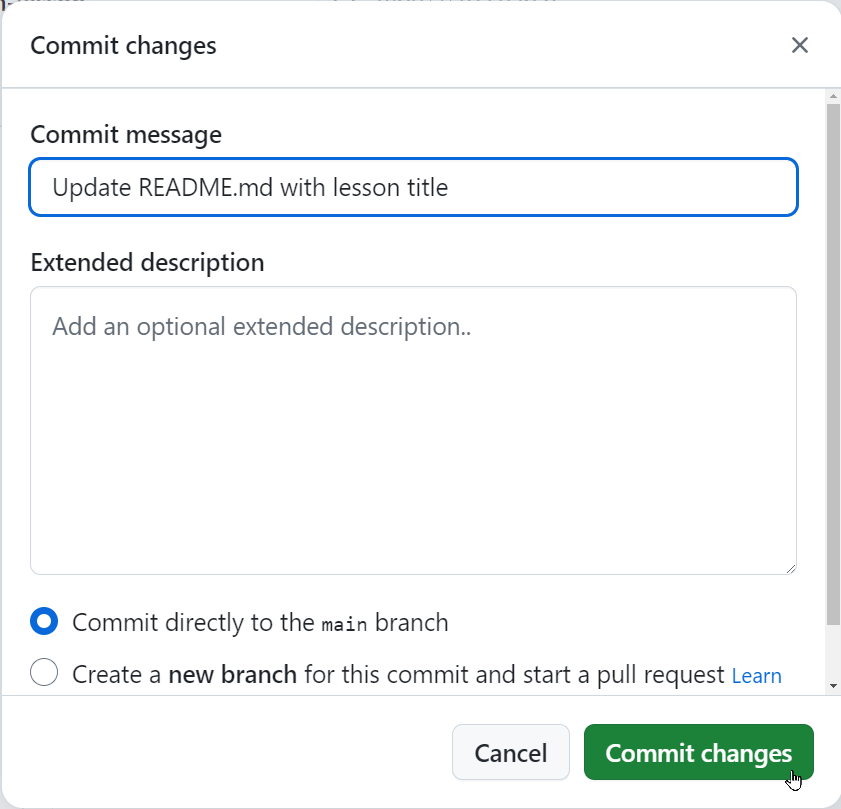 Commit changes
Commit message
Update README.md with lesson title
Extended description
Add an optional extended description..
Commit directly to the main branch
Create a new branch for this commit and start a pull request Learn
Cancel
Commit changes